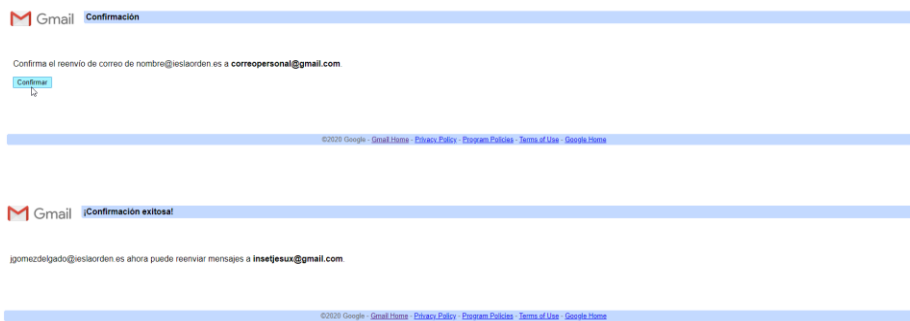 Gmail Confirmación
Confirma el reenvío de correo de nombre@ieslaorden.es a correopersonal@gmail.com.
Confirmar
©2020 Google - Gmail Home - Privacy Policy - Program Policies - Terms of Use - Google Home
Gmail ¡Confirmación exitosa!
jgomezdelgado@ieslaorden.es ahora puede reenviar mensajes a insetjesux@gmail.com.
©2020 Google - Gmail Home - Privacy Policy - Program Policies - Terms of Use - Google Home